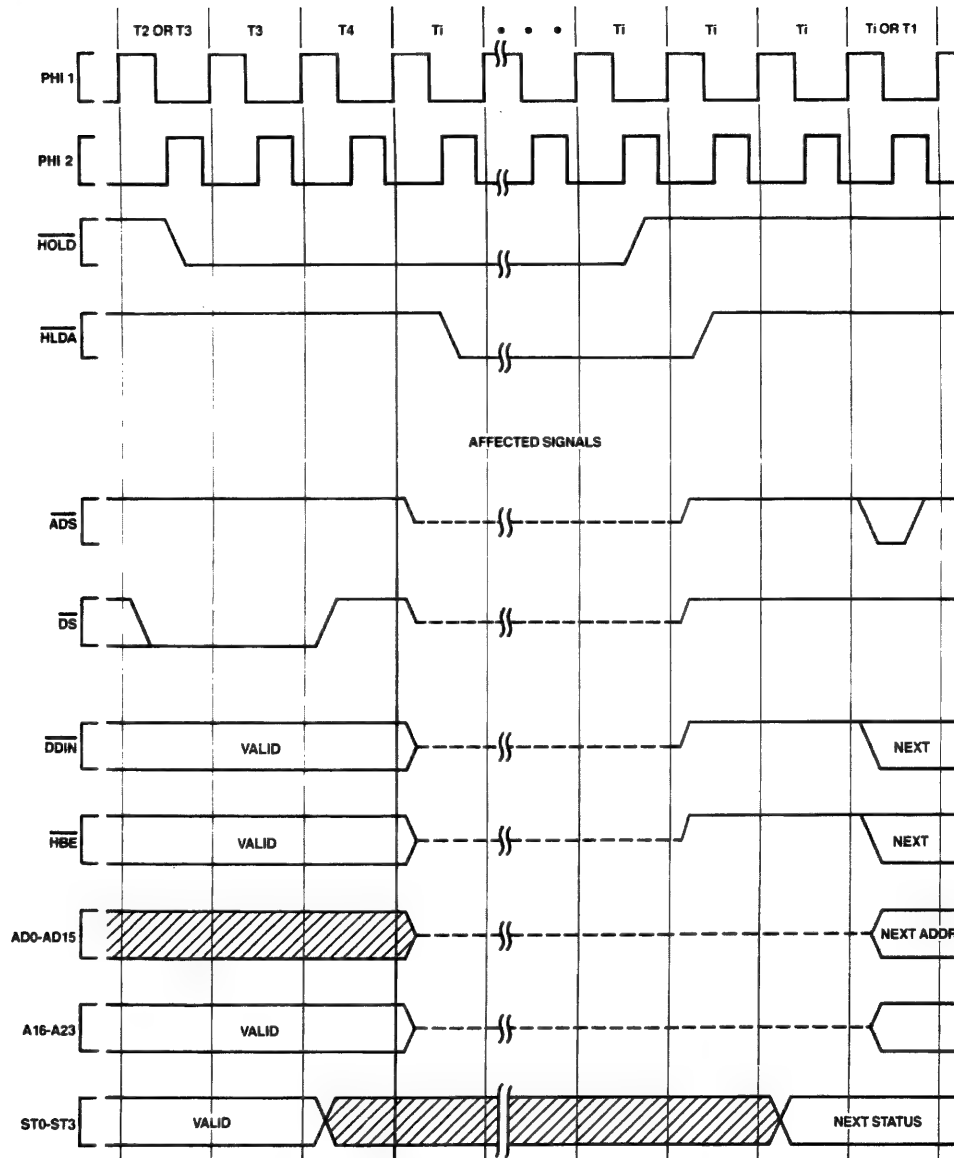 T2 OR T3 T3 T4 Ti • • • Ti Ti Ti Ti OR T1
PHI 1
PHI 2
HOLD
HLDA
AFFECTED SIGNALS
ADS
DS
DDIN VALID NEXT
HBE VALID NEXT
AD0-AD15 NEXT ADDR
A16-A23 VALID
ST0-ST3 VALID NEXT STATUS